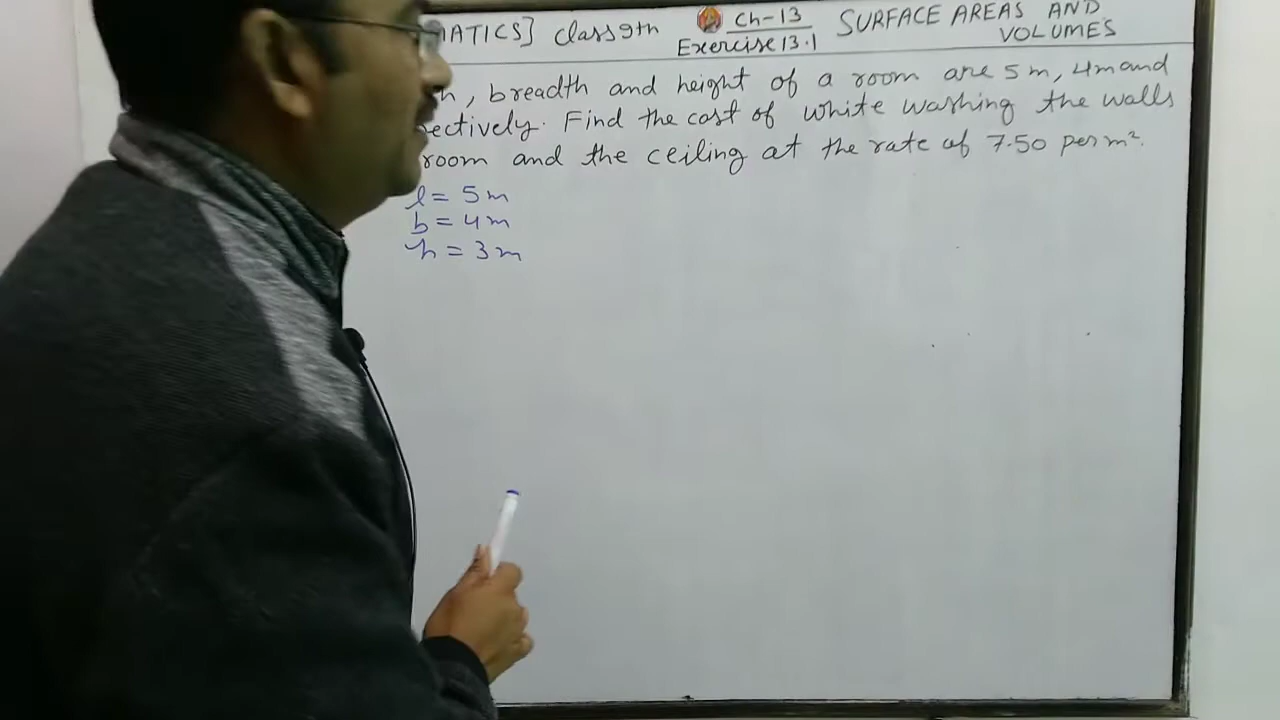 MATICS] class 9th
Ch-13
Exercise 13.1
SURFACE AREAS AND
VOLUMES
h, breadth and height of a room are 5m, 4m and
ectively. Find the cost of white washing the walls
room and the ceiling at the rate of 7.50 per m².
l = 5m
b = 4m
h = 3m